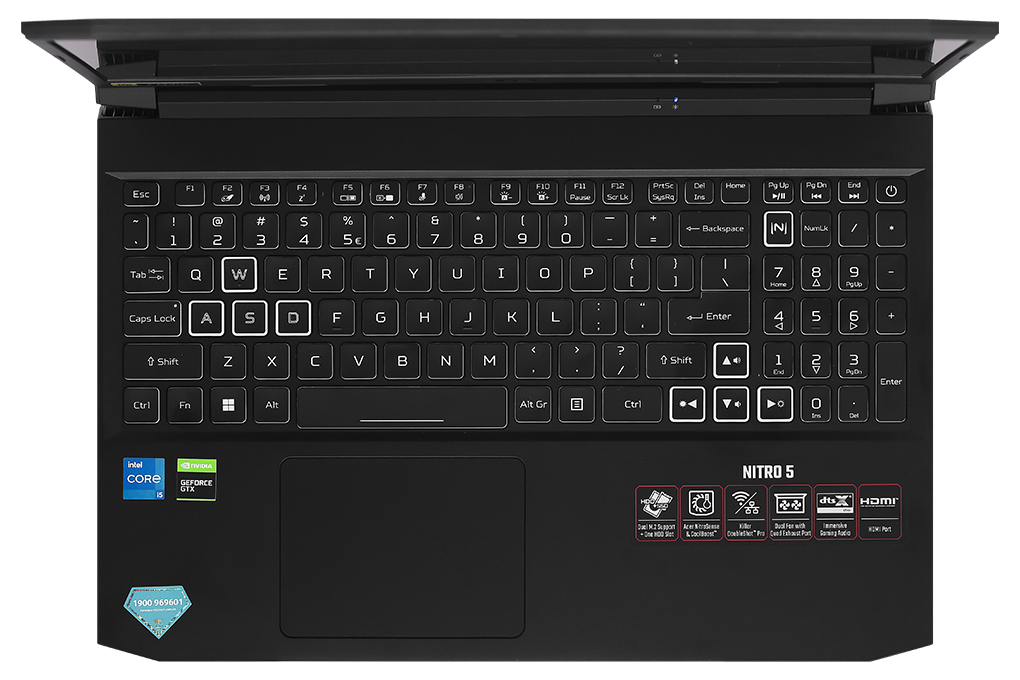 Esc F1 F2 F3 F4 F5 F6 F7 F8 F9 F10 F11 F12 PrtSc Del Home Pg Up Pg Dn End
Pause Scr Lk SysRq Ins
~ ! @ # $ % ^ & * ( ) _ +
` 1 2 3 4 5 € 6 7 8 9 0 - = Backspace N NumLk / *
Tab Q W E R T Y U I O P { } | 7 8 9 -
[ ] \ Home PgUp
Caps Lock A S D F G H J K L : " Enter 4 5 6 +
; '
Shift Z X C V B N M < > ? Shift 1 2 3 Enter
, . / End PgDn
Ctrl Fn Alt Alt Gr Ctrl 0 .
Ins Del
intel
CORE
i5
NVIDIA
GEFORCE
GTX
NITRO 5
HDD
+SSD
Dual M.2 Support
+ One HDD Slot
Acer NitroSense
& CoolBoost™
Killer
DoubleShot™ Pro
Dual Fan with
Quad Exhaust Port
dts X
Immersive
Gaming Audio
HDMI
HDMI Port
1900 969601